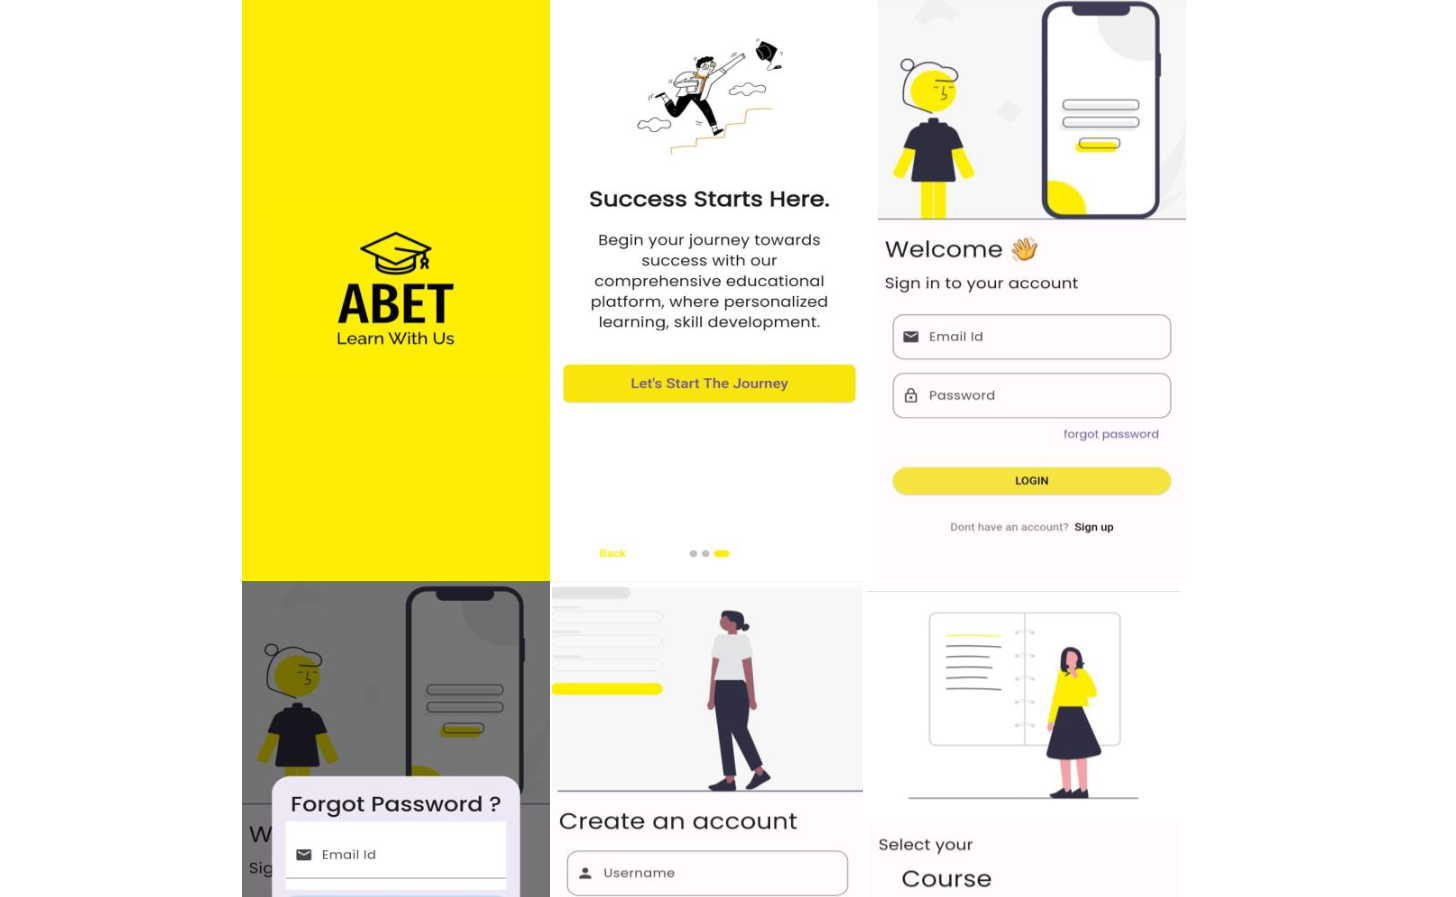 ABET
Learn With Us
Success Starts Here.
Begin your journey towards
success with our
comprehensive educational
platform, where personalized
learning, skill development.
Let's Start The Journey
Back
Welcome 👋
Sign in to your account
Email Id
Password
forgot password
LOGIN
Dont have an account? Sign up
W
Sig
Forgot Password ?
Email Id
Create an account
Username
Select your
Course